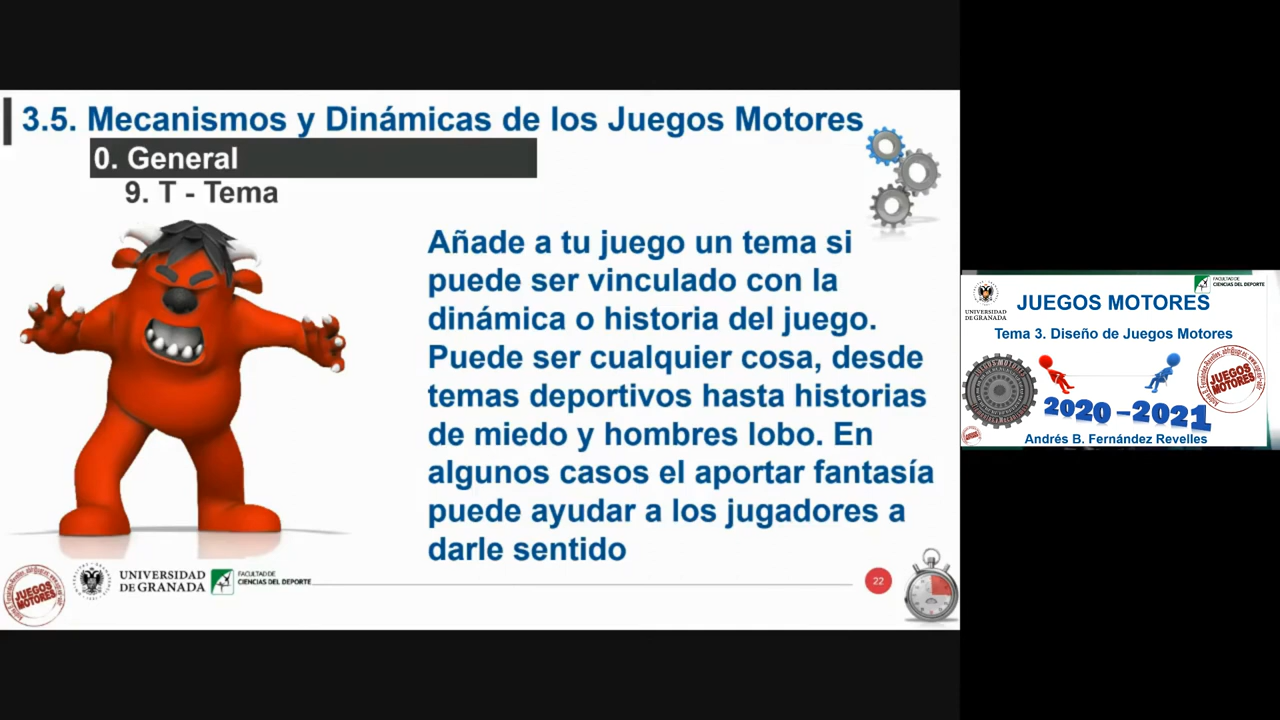 3.5. Mecanismos y Dinámicas de los Juegos Motores
0. General
9. T - Tema
Añade a tu juego un tema si
puede ser vinculado con la
dinámica o historia del juego.
Puede ser cualquier cosa, desde
temas deportivos hasta historias
de miedo y hombres lobo. En
algunos casos el aportar fantasía
puede ayudar a los jugadores a
darle sentido
JUEGOS
MOTORES
UNIVERSIDAD
DE GRANADA
FACULTAD DE
CIENCIAS DEL DEPORTE
22
UNIVERSIDAD
DE GRANADA
JUEGOS MOTORES
FACULTAD DE
CIENCIAS DEL DEPORTE
Tema 3. Diseño de Juegos Motores
JUEGOS
MOTORES
2020 - 2021
Andrés B. Fernández Revelles